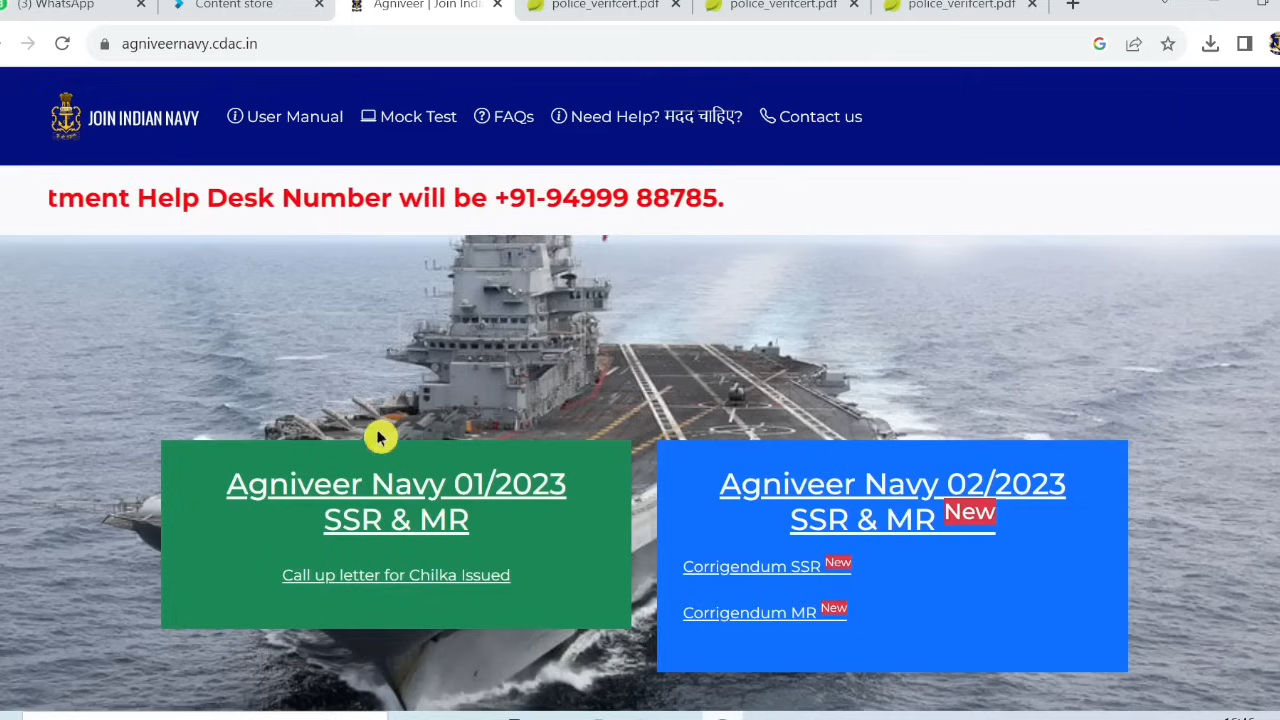 (3) WhatsApp
Content store
Agniveer | Join Indi
police_verifcert.pdf
police_verifcert.pdf
police_verifcert.pdf
agniveernavy.cdac.in
JOIN INDIAN NAVY
User Manual
Mock Test
FAQs
Need Help? मदद चाहिए?
Contact us
tment Help Desk Number will be +91-94999 88785.
Agniveer Navy 01/2023
SSR & MR
Call up letter for Chilka Issued
Agniveer Navy 02/2023
SSR & MR New
Corrigendum SSR New
Corrigendum MR New